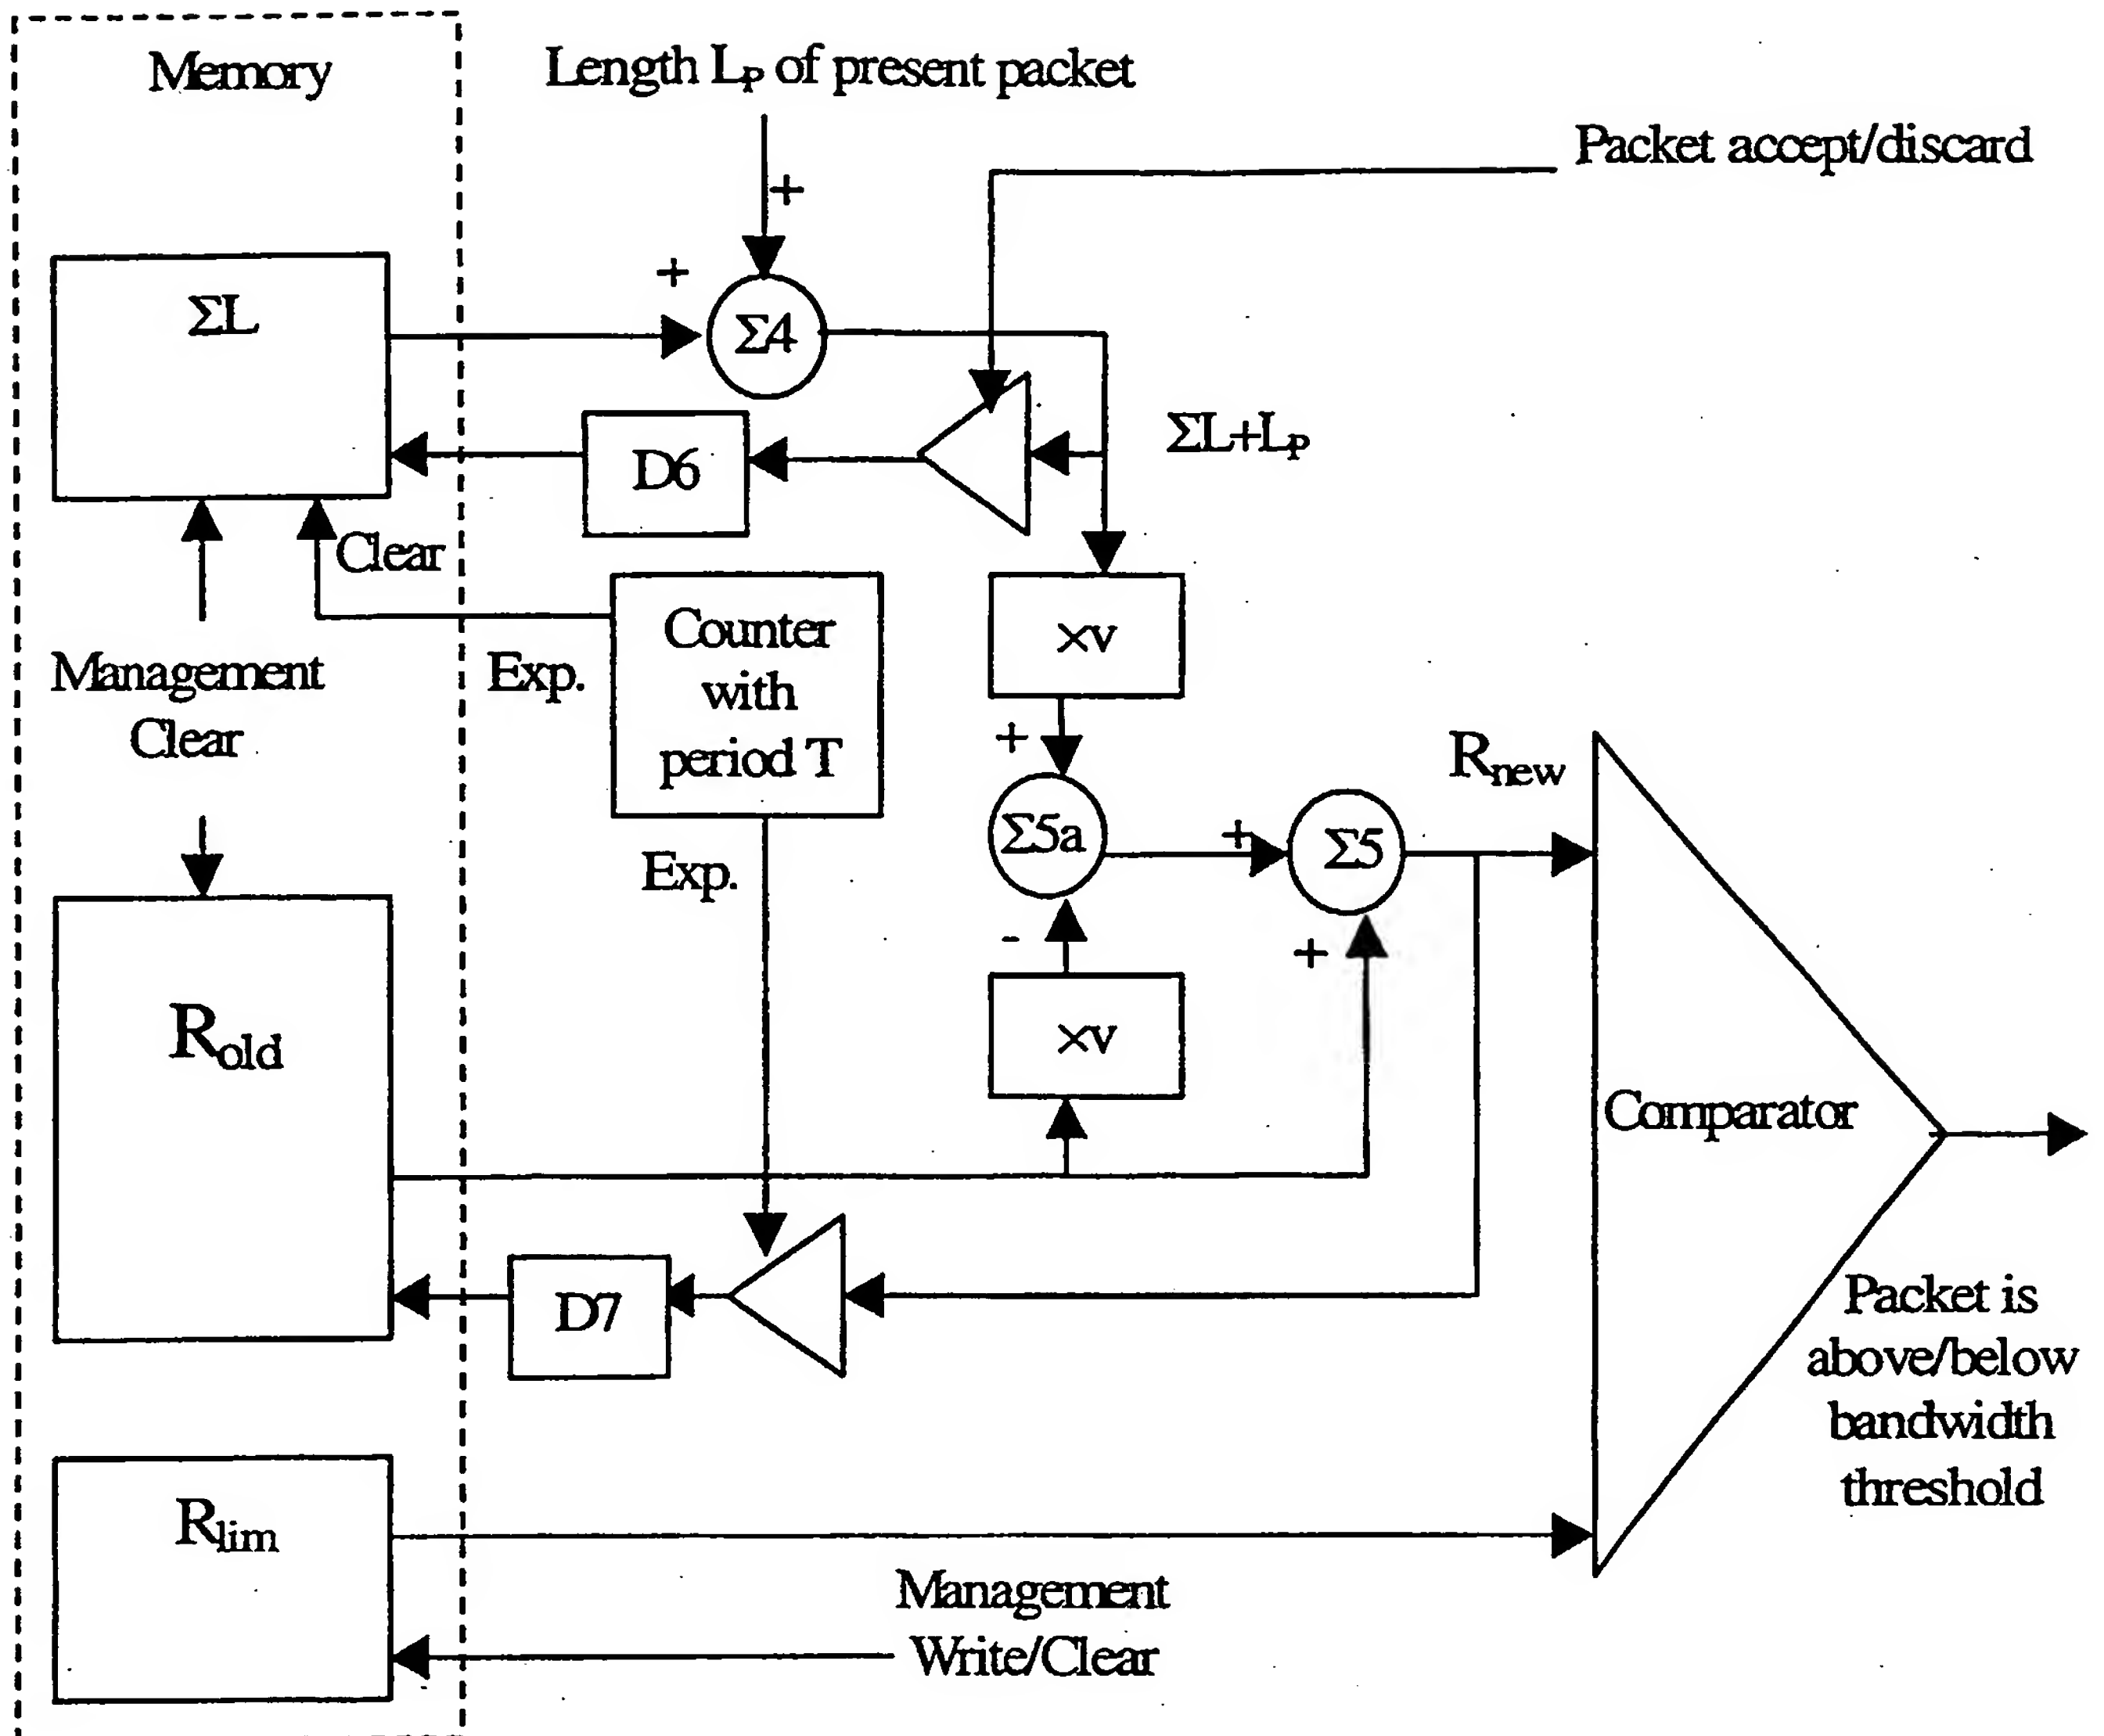 Memory
Length LP of present packet
Packet accept/discard
+
+
ΣL
Σ4
ΣL+LP
D6
Clear
Counter
with
period T
×v
Exp.
Management
Clear
+
Rnew
Σ5a
+
Σ5
Exp.
-
+
Rold
×v
Comparator
D7
Packet is
above/below
bandwidth
threshold
Rlim
Management
Write/Clear